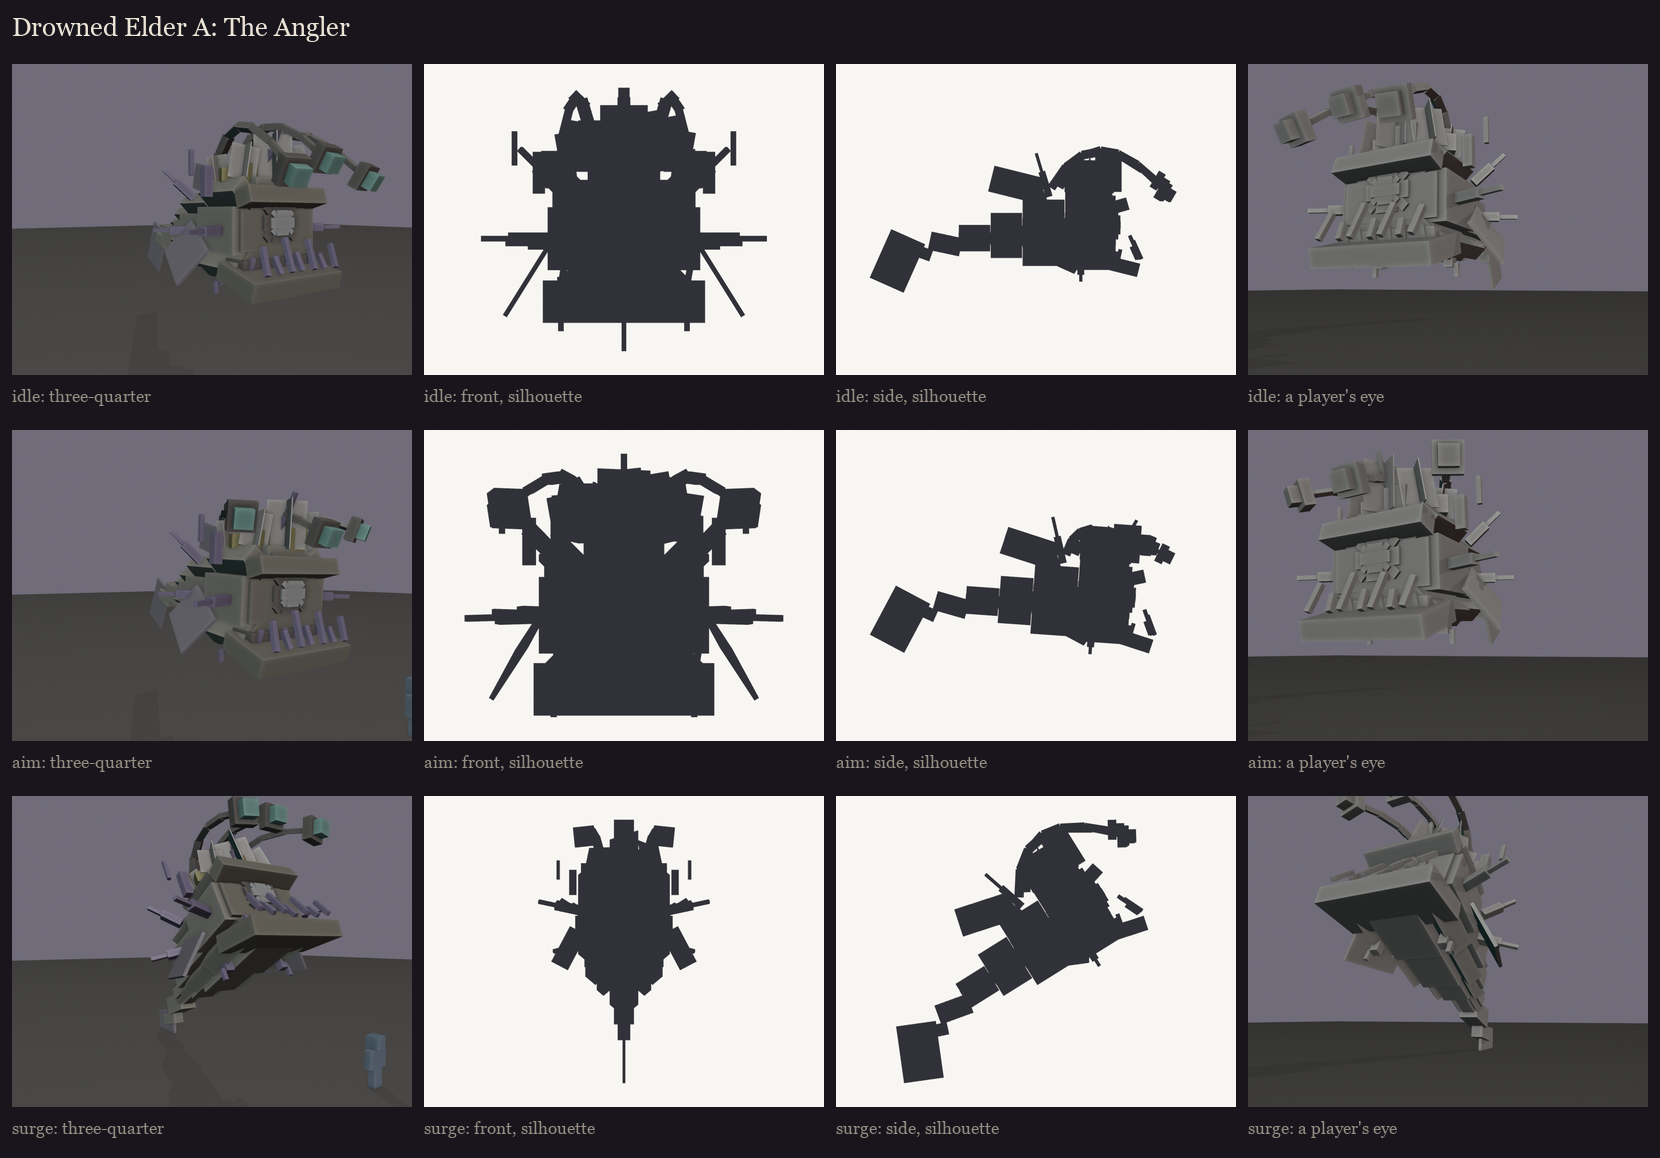 Drowned Elder A: The Angler
idle: three-quarter
idle: front, silhouette
idle: side, silhouette
idle: a player's eye
aim: three-quarter
aim: front, silhouette
aim: side, silhouette
aim: a player's eye
surge: three-quarter
surge: front, silhouette
surge: side, silhouette
surge: a player's eye